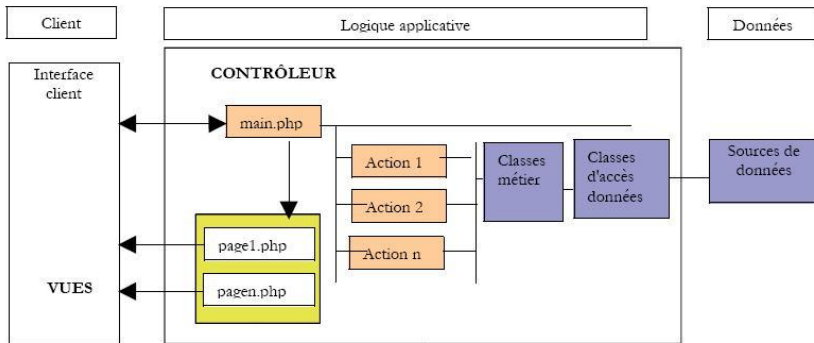 Client
Logique applicative
Données
Interface
client
CONTRÔLEUR
main.php
Action 1
Action 2
Action n
Classes
métier
Classes
d'accès
données
Sources de
données
page1.php
pagen.php
VUES